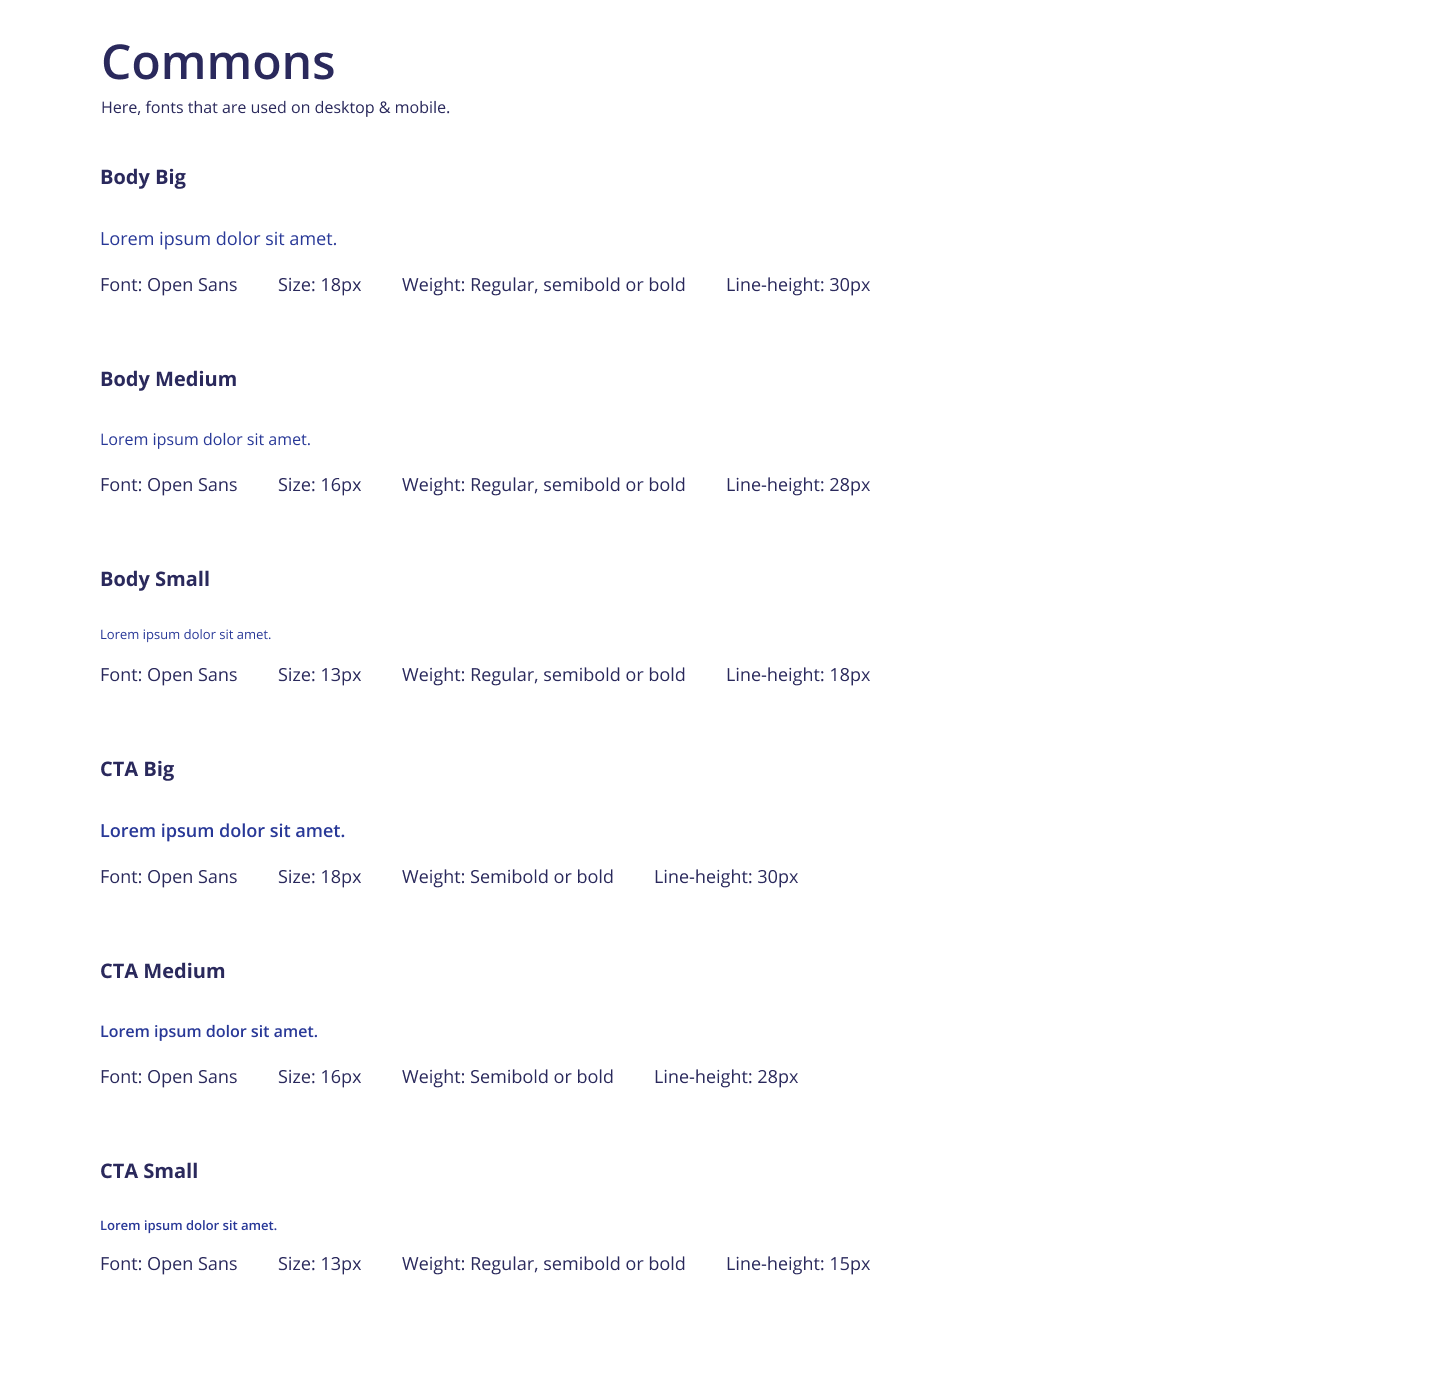 Commons
Here, fonts that are used on desktop & mobile.
Body Big
Lorem ipsum dolor sit amet.
Font: Open Sans Size: 18px Weight: Regular, semibold or bold Line-height: 30px
Body Medium
Lorem ipsum dolor sit amet.
Font: Open Sans Size: 16px Weight: Regular, semibold or bold Line-height: 28px
Body Small
Lorem ipsum dolor sit amet.
Font: Open Sans Size: 13px Weight: Regular, semibold or bold Line-height: 18px
CTA Big
Lorem ipsum dolor sit amet.
Font: Open Sans Size: 18px Weight: Semibold or bold Line-height: 30px
CTA Medium
Lorem ipsum dolor sit amet.
Font: Open Sans Size: 16px Weight: Semibold or bold Line-height: 28px
CTA Small
Lorem ipsum dolor sit amet.
Font: Open Sans Size: 13px Weight: Regular, semibold or bold Line-height: 15px